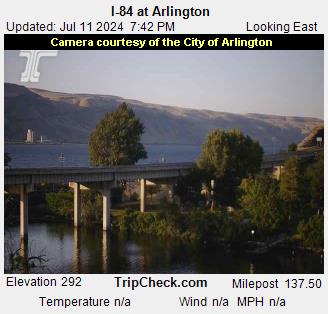 I-84 at Arlington
Updated: Jul 11 2024 7:42 PM Looking East
Camera courtesy of the City of Arlington
Elevation 292 TripCheck.com Milepost 137.50
Temperature n/a Wind n/a MPH n/a